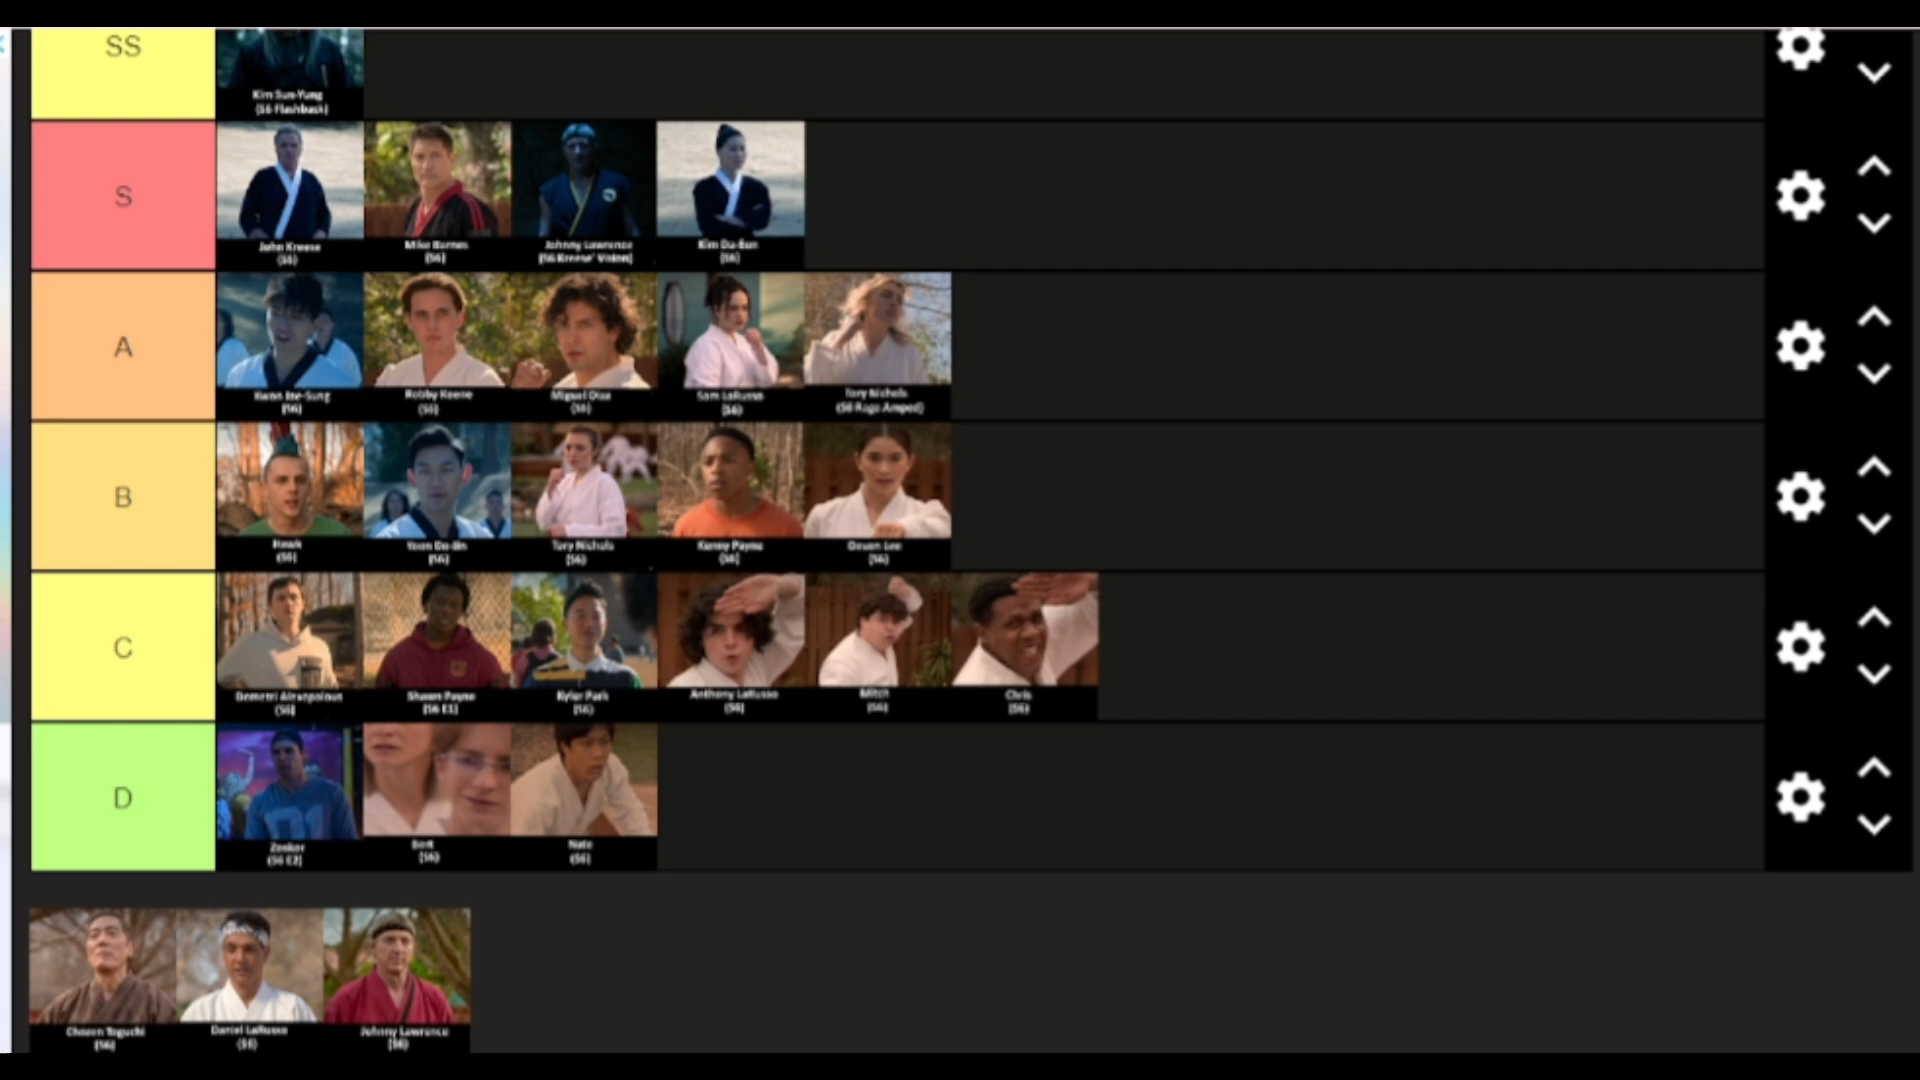 SS
Kim Sun-Yung
(S6 Flashback)
S
John Kreese
(S6)
Mike Barnes
(S6)
Johnny Lawrence
(S6 Kreese' Vision)
Kim Da-Eun
(S6)
A
Kwon Jae-Sung
(S6)
Robby Keene
(S6)
Miguel Diaz
(S6)
Sam LaRusso
(S6)
Tory Nichols
(S6 Rage Amped)
B
Hawk
(S6)
Yoon Do-Jin
(S6)
Tory Nichols
(S6)
Kenny Payne
(S6)
Devon Lee
(S6)
C
Demetri Alexopolous
(S6)
Shawn Payne
(S6 E1)
Kyler Park
(S6)
Anthony LaRusso
(S6)
Mitch
(S6)
Chris
(S6)
D
Zenker
(S6 E2)
Bert
(S6)
Nate
(S6)
Chozen Toguchi
(S6)
Daniel LaRusso
(S6)
Johnny Lawrence
(S6)